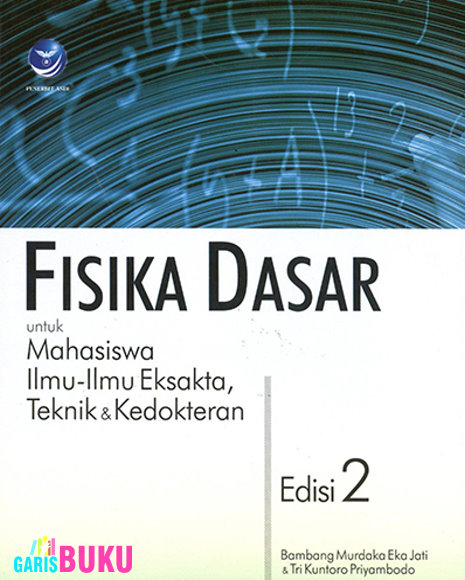 PENERBIT ANDI
FISIKA DASAR
untuk
Mahasiswa
Ilmu-Ilmu Eksakta,
Teknik & Kedokteran
Edisi 2
Bambang Murdaka Eka Jati
& Tri Kuntoro Priyambodo
GARISBUKU